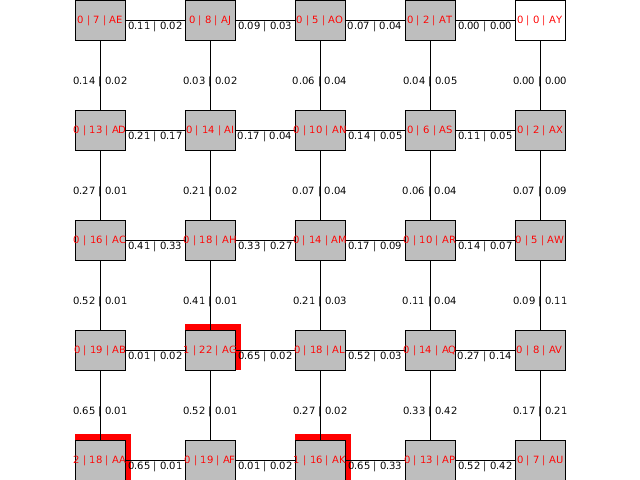 0 | 7 | AE 0.11 | 0.02 0 | 8 | AJ 0.09 | 0.03 0 | 5 | AO 0.07 | 0.04 0 | 2 | AT 0.00 | 0.00 0 | 0 | AY
0.14 | 0.02 0.03 | 0.02 0.06 | 0.04 0.04 | 0.05 0.00 | 0.00
0 | 13 | AD 0.21 | 0.17 0 | 14 | AI 0.17 | 0.04 0 | 10 | AN 0.14 | 0.05 0 | 6 | AS 0.11 | 0.05 0 | 2 | AX
0.27 | 0.01 0.21 | 0.02 0.07 | 0.04 0.06 | 0.04 0.07 | 0.09
0 | 16 | AC 0.41 | 0.33 0 | 18 | AH 0.33 | 0.27 0 | 14 | AM 0.17 | 0.09 0 | 10 | AR 0.14 | 0.07 0 | 5 | AW
0.52 | 0.01 0.41 | 0.01 0.21 | 0.03 0.11 | 0.04 0.09 | 0.11
0 | 19 | AB 0.01 | 0.02 1 | 22 | AG 0.65 | 0.02 0 | 18 | AL 0.52 | 0.03 0 | 14 | AQ 0.27 | 0.14 0 | 8 | AV
0.65 | 0.01 0.52 | 0.01 0.27 | 0.02 0.33 | 0.42 0.17 | 0.21
2 | 18 | AA 0.65 | 0.01 0 | 19 | AF 0.01 | 0.02 1 | 16 | AK 0.65 | 0.33 0 | 13 | AP 0.52 | 0.42 0 | 7 | AU